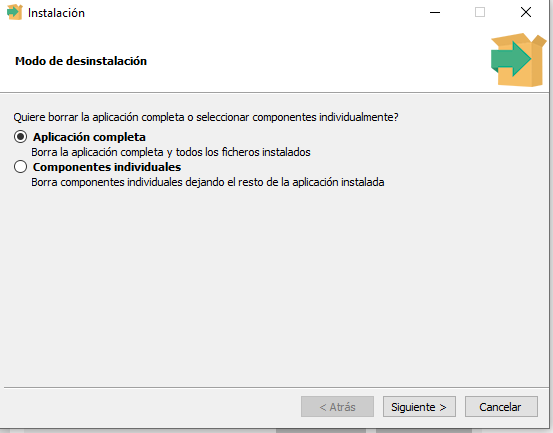 Instalación
Modo de desinstalación
Quiere borrar la aplicación completa o seleccionar componentes individualmente?
Aplicación completa
Borra la aplicación completa y todos los ficheros instalados
Componentes individuales
Borra componentes individuales dejando el resto de la aplicación instalada
< Atrás
Siguiente >
Cancelar